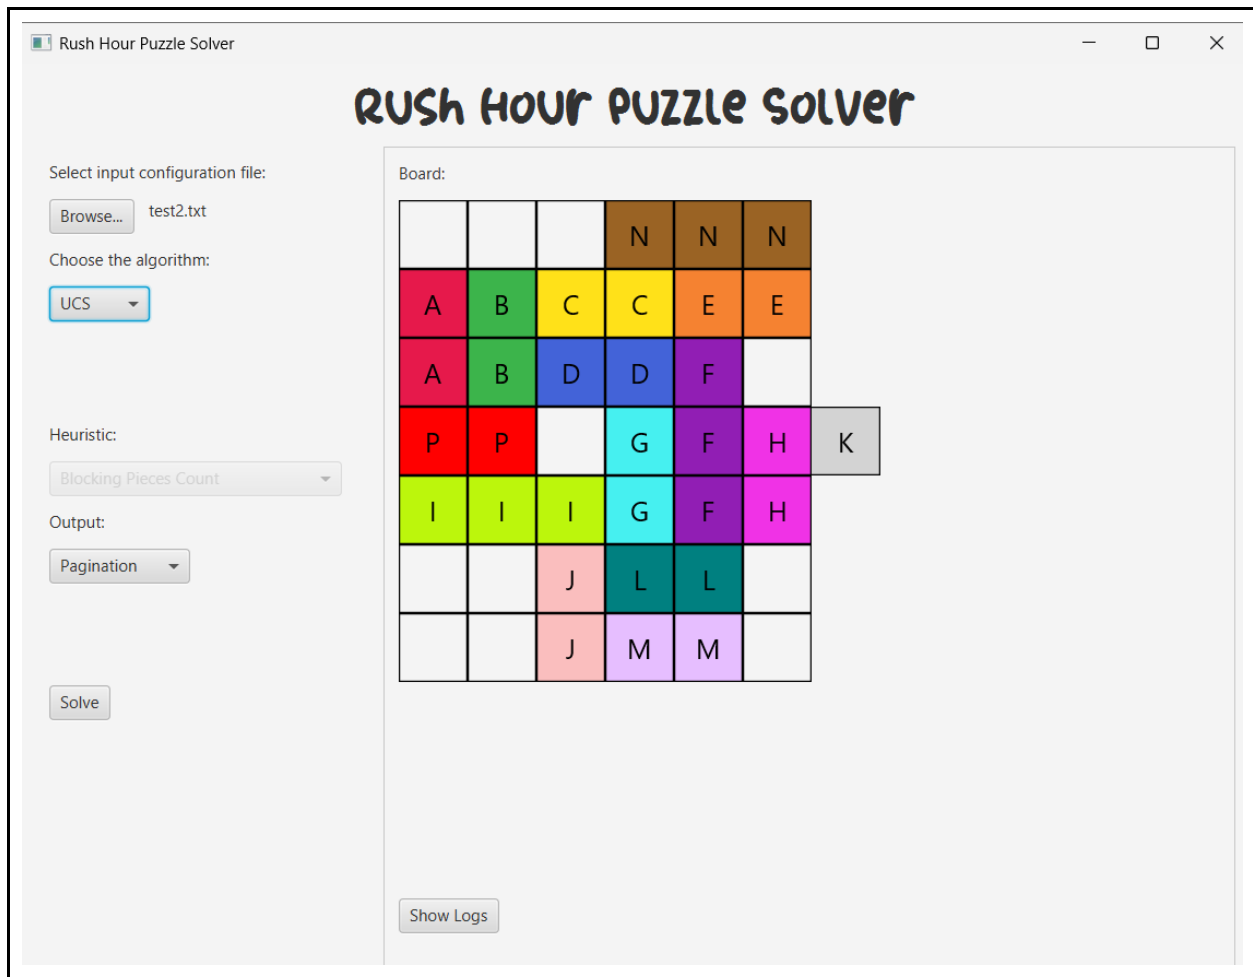 Rush Hour Puzzle Solver
Rush Hour Puzzle Solver
Select input configuration file:
Browse... test2.txt
Choose the algorithm:
UCS
Heuristic:
Blocking Pieces Count
Output:
Pagination
Solve
Board:
N N N
A B C C E E
A B D D F
P P G F H K
I I I G F H
J L L
J M M
Show Logs